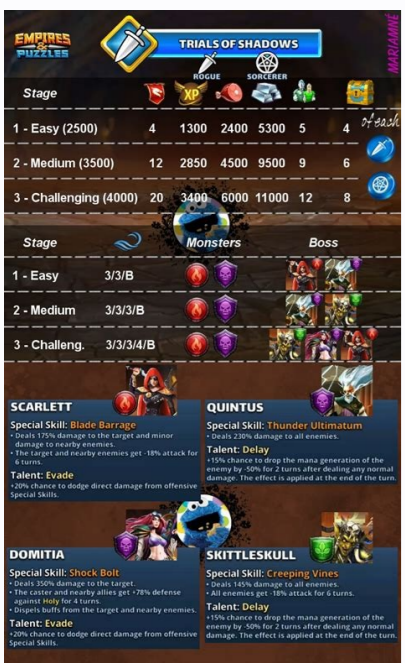 EMPIRES & PUZZLES
TRIALS OF SHADOWS
MARIAMNÉ
ROGUE SORCERER
Stage XP
of each
1 - Easy (2500) 4 1300 2400 5300 5 4
2 - Medium (3500) 12 2850 4500 9500 9 6
3 - Challenging (4000) 20 3400 6000 11000 12 8
Stage Monsters Boss
1 - Easy 3/3/B
2 - Medium 3/3/3/B
3 - Challeng. 3/3/3/4/B
SCARLETT
Special Skill: Blade Barrage
• Deals 175% damage to the target and minor
damage to nearby enemies.
• The target and nearby enemies get -18% attack for
6 turns.
Talent: Evade
+20% chance to dodge direct damage from offensive
Special Skills.
QUINTUS
Special Skill: Thunder Ultimatum
• Deals 230% damage to all enemies.
Talent: Delay
+15% chance to drop the mana generation of the
enemy by -50% for 2 turns after dealing any normal
damage. The effect is applied at the end of the turn.
DOMITIA
Special Skill: Shock Bolt
• Deals 350% damage to the target.
• The caster and nearby allies get +78% defense
against Holy for 4 turns.
• Dispels buffs from the target and nearby enemies.
Talent: Evade
+20% chance to dodge direct damage from offensive
Special Skills.
SKITTLESKULL
Special Skill: Creeping Vines
• Deals 145% damage to all enemies.
• All enemies get -18% attack for 6 turns.
Talent: Delay
+15% chance to drop the mana generation of the
enemy by -50% for 2 turns after dealing any normal
damage. The effect is applied at the end of the turn.